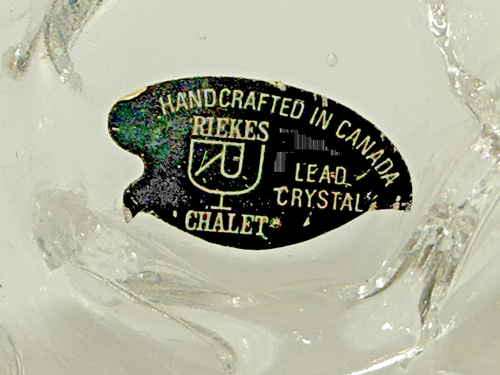 HANDCRAFTED IN CANADA
RIEKES
CHALET
LEAD
CRYSTAL